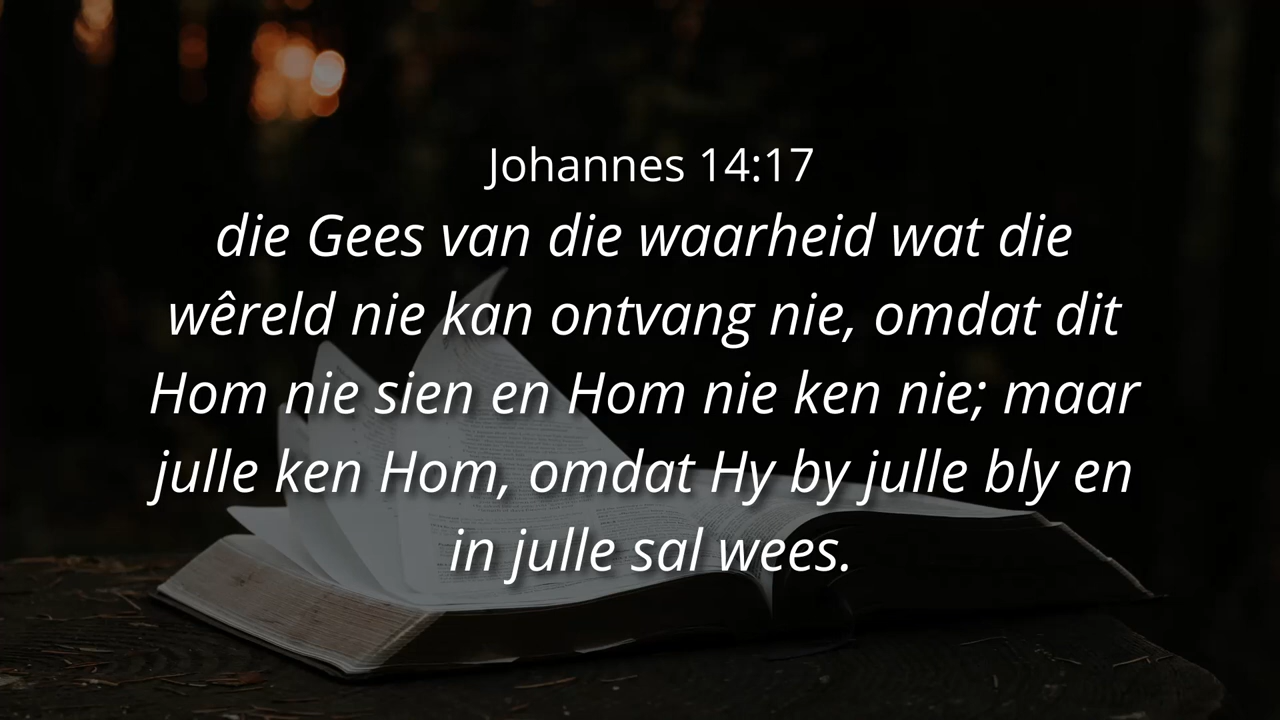 Johannes 14:17
die Gees van die waarheid wat die
wêreld nie kan ontvang nie, omdat dit
Hom nie sien en Hom nie ken nie; maar
julle ken Hom, omdat Hy by julle bly en
in julle sal wees.